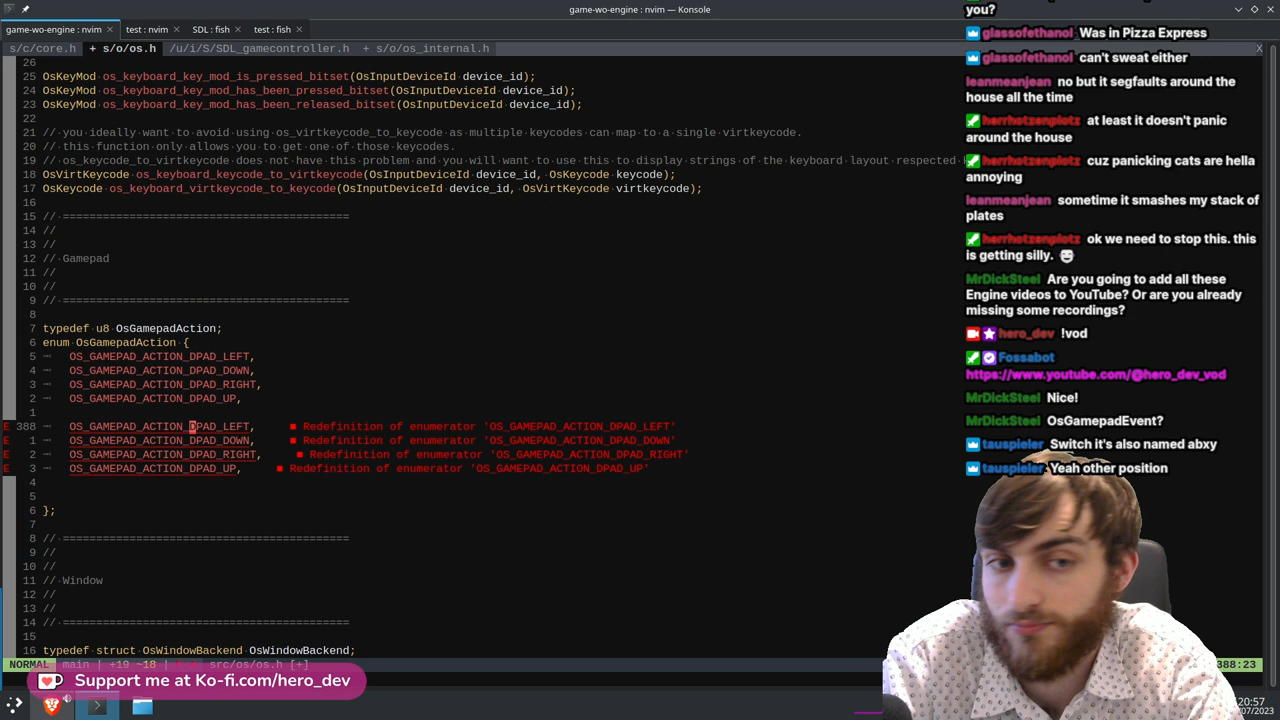 game-wo-engine : nvim — Konsole
game-wo-engine : nvim
test : nvim
SDL : fish
test : fish
s/c/core.h
+ s/o/os.h
/u/i/S/SDL_gamecontroller.h
+ s/o/os_internal.h
X
26
25 OsKeyMod os_keyboard_key_mod_is_pressed_bitset(OsInputDeviceId device_id);
24 OsKeyMod os_keyboard_key_mod_has_been_pressed_bitset(OsInputDeviceId device_id);
23 OsKeyMod os_keyboard_key_mod_has_been_released_bitset(OsInputDeviceId device_id);
22
21 // you ideally want to avoid using os_virtkeycode_to_keycode as multiple keycodes can map to a single virtkeycode.
20 // this function only allows you to get one of those keycodes.
19 // os_keycode_to_virtkeycode does not have this problem and you will want to use this to display strings of the keyboard layout respected
18 OsVirtKeycode os_keyboard_keycode_to_virtkeycode(OsInputDeviceId device_id, OsKeycode keycode);
17 OsKeycode os_keyboard_virtkeycode_to_keycode(OsInputDeviceId device_id, OsVirtKeycode virtkeycode);
16
15 // ===========================================
14 //
13 //
12 // Gamepad
11 //
10 //
9 // ===========================================
8
7 typedef u8 OsGamepadAction;
6 enum OsGamepadAction {
5 OS_GAMEPAD_ACTION_DPAD_LEFT,
4 OS_GAMEPAD_ACTION_DPAD_DOWN,
3 OS_GAMEPAD_ACTION_DPAD_RIGHT,
2 OS_GAMEPAD_ACTION_DPAD_UP,
1
E 388 OS_GAMEPAD_ACTION_DPAD_LEFT, ■ Redefinition of enumerator 'OS_GAMEPAD_ACTION_DPAD_LEFT'
E 1 OS_GAMEPAD_ACTION_DPAD_DOWN, ■ Redefinition of enumerator 'OS_GAMEPAD_ACTION_DPAD_DOWN'
E 2 OS_GAMEPAD_ACTION_DPAD_RIGHT, ■ Redefinition of enumerator 'OS_GAMEPAD_ACTION_DPAD_RIGHT'
E 3 OS_GAMEPAD_ACTION_DPAD_UP, ■ Redefinition of enumerator 'OS_GAMEPAD_ACTION_DPAD_UP'
4
5
6 };
7
8 // ===========================================
9 //
10 //
11 // Window
12 //
13 //
14 // ===========================================
15
16 typedef struct OsWindowBackend OsWindowBackend;
NORMAL main | +19 ~18 | src/os/os.h [+]
388:23
Support me at Ko-fi.com/hero_dev
20:57
/07/2023
you?
glassofethanol Was in Pizza Express
glassofethanol can't sweat either
leanmeanjean no but it segfaults around the
house all the time
herrhotzenplotz at least it doesn't panic
around the house
herrhotzenplotz cuz panicking cats are hella
annoying
leanmeanjean sometime it smashes my stack of
plates
herrhotzenplotz ok we need to stop this. this
is getting silly.
MrDickSteel Are you going to add all these
Engine videos to YouTube? Or are you already
missing some recordings?
hero_dev !vod
Fossabot
https://www.youtube.com/@hero_dev_vod
MrDickSteel Nice!
MrDickSteel OsGamepadEvent?
tauspieler Switch it's also named abxy
tauspieler Yeah other position